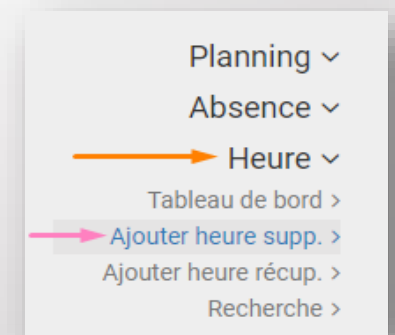 Planning
Absence
Heure
Tableau de bord >
Ajouter heure supp. >
Ajouter heure récup. >
Recherche >